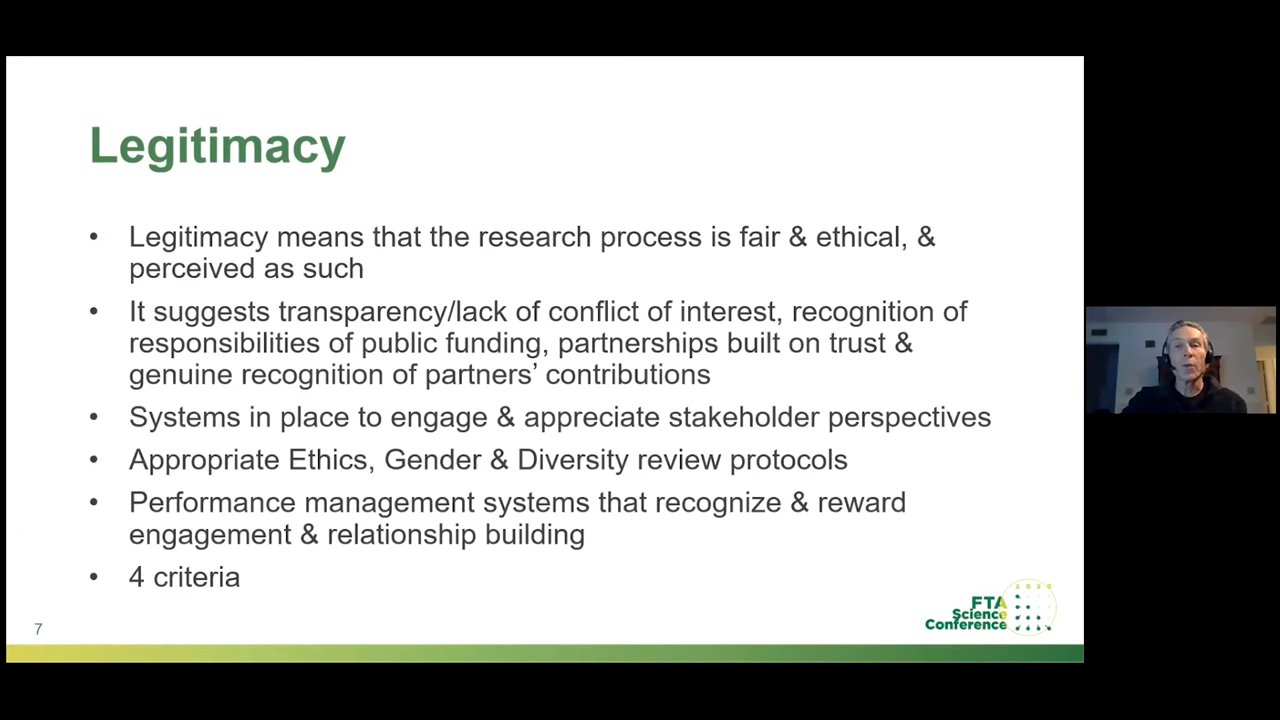 Legitimacy
• Legitimacy means that the research process is fair & ethical, &
perceived as such
• It suggests transparency/lack of conflict of interest, recognition of
responsibilities of public funding, partnerships built on trust &
genuine recognition of partners’ contributions
• Systems in place to engage & appreciate stakeholder perspectives
• Appropriate Ethics, Gender & Diversity review protocols
• Performance management systems that recognize & reward
engagement & relationship building
• 4 criteria
2020
FTA
Science
Conference
7